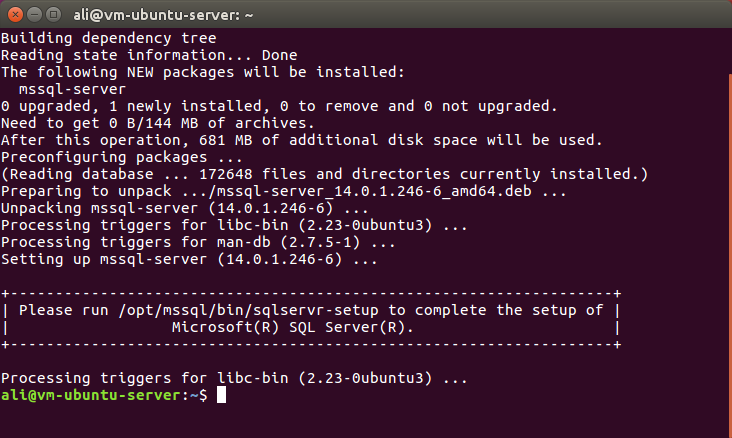 ali@vm-ubuntu-server: ~
Building dependency tree
Reading state information... Done
The following NEW packages will be installed:
  mssql-server
0 upgraded, 1 newly installed, 0 to remove and 0 not upgraded.
Need to get 0 B/144 MB of archives.
After this operation, 681 MB of additional disk space will be used.
Preconfiguring packages ...
(Reading database ... 172648 files and directories currently installed.)
Preparing to unpack .../mssql-server_14.0.1.246-6_amd64.deb ...
Unpacking mssql-server (14.0.1.246-6) ...
Processing triggers for libc-bin (2.23-0ubuntu3) ...
Processing triggers for man-db (2.7.5-1) ...
Setting up mssql-server (14.0.1.246-6) ...

+-------------------------------------------------------------------+
| Please run /opt/mssql/bin/sqlservr-setup to complete the setup of |
|                  Microsoft(R) SQL Server(R).                      |
+-------------------------------------------------------------------+

Processing triggers for libc-bin (2.23-0ubuntu3) ...
ali@vm-ubuntu-server:~$